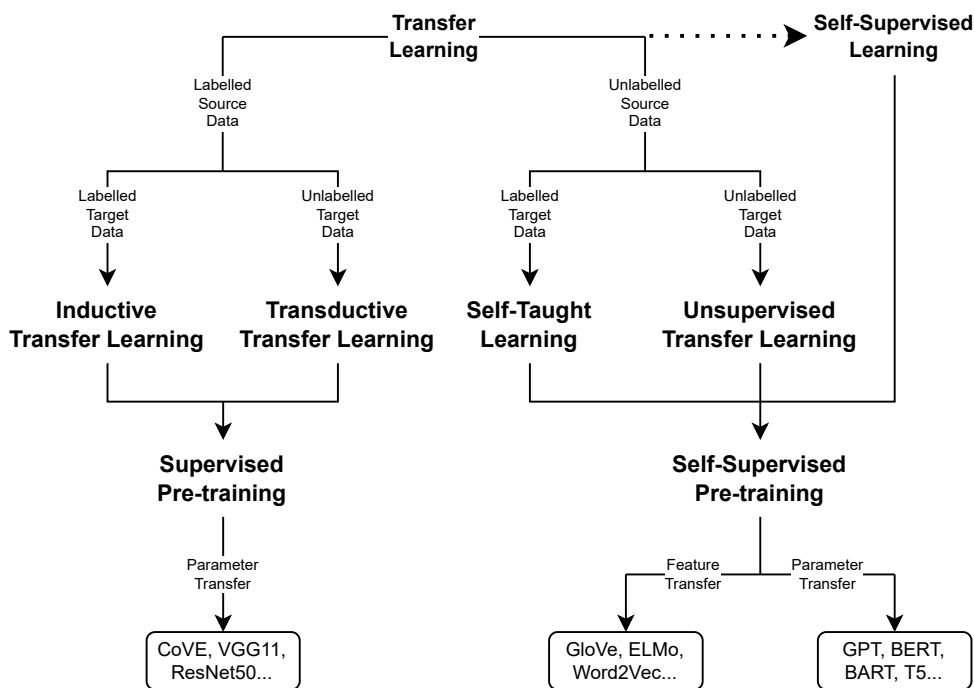 Transfer
Learning
Self-Supervised
Learning
Labelled
Source
Data
Unlabelled
Source
Data
Labelled
Target
Data
Unlabelled
Target
Data
Labelled
Target
Data
Unlabelled
Target
Data
Inductive
Transfer Learning
Transductive
Transfer Learning
Self-Taught
Learning
Unsupervised
Transfer Learning
Supervised
Pre-training
Self-Supervised
Pre-training
Parameter
Transfer
Feature
Transfer
Parameter
Transfer
CoVE, VGG11,
ResNet50...
GloVe, ELMo,
Word2Vec...
GPT, BERT,
BART, T5...